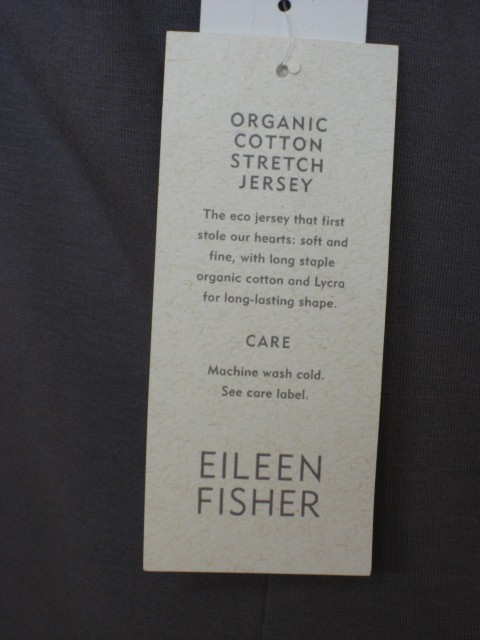 ORGANIC
COTTON
STRETCH
JERSEY
The eco jersey that first
stole our hearts: soft and
fine, with long staple
organic cotton and Lycra
for long-lasting shape.
CARE
Machine wash cold.
See care label.
EILEEN
FISHER